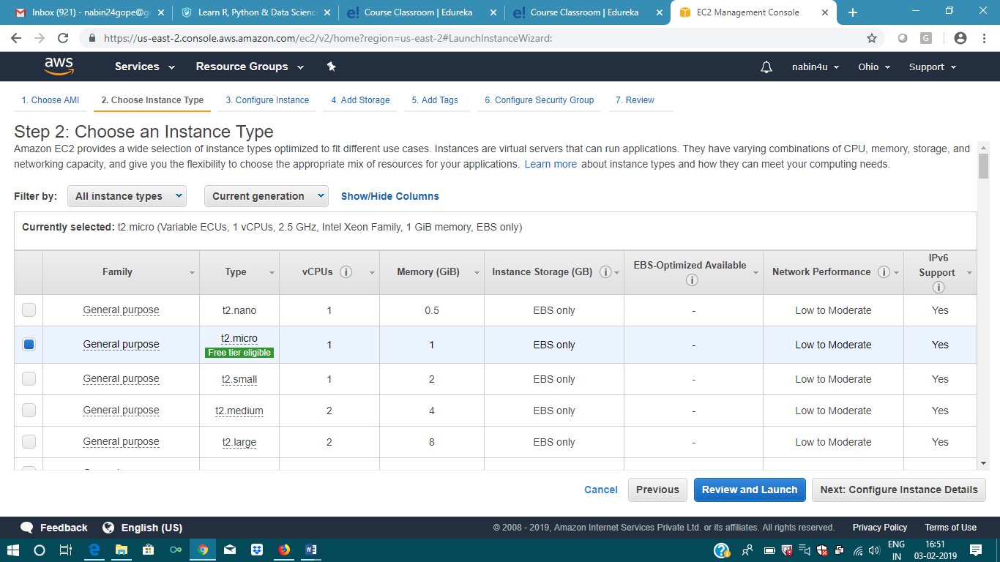 Inbox (921) - nabin24gope@g
Learn R, Python & Data Scienc
e! Course Classroom | Edureka
e! Course Classroom | Edureka
EC2 Management Console
https://us-east-2.console.aws.amazon.com/ec2/v2/home?region=us-east-2#LaunchInstanceWizard:
aws Services Resource Groups nabin4u Ohio Support
1. Choose AMI 2. Choose Instance Type 3. Configure Instance 4. Add Storage 5. Add Tags 6. Configure Security Group 7. Review
Step 2: Choose an Instance Type
Amazon EC2 provides a wide selection of instance types optimized to fit different use cases. Instances are virtual servers that can run applications. They have varying combinations of CPU, memory, storage, and
networking capacity, and give you the flexibility to choose the appropriate mix of resources for your applications. Learn more about instance types and how they can meet your computing needs.
Filter by: All instance types Current generation Show/Hide Columns
Currently selected: t2.micro (Variable ECUs, 1 vCPUs, 2.5 GHz, Intel Xeon Family, 1 GiB memory, EBS only)
Family Type vCPUs Memory (GiB) Instance Storage (GB) EBS-Optimized Available Network Performance IPv6 Support
General purpose t2.nano 1 0.5 EBS only - Low to Moderate Yes
General purpose t2.micro 1 1 EBS only - Low to Moderate Yes
Free tier eligible
General purpose t2.small 1 2 EBS only - Low to Moderate Yes
General purpose t2.medium 2 4 EBS only - Low to Moderate Yes
General purpose t2.large 2 8 EBS only - Low to Moderate Yes
Cancel Previous Review and Launch Next: Configure Instance Details
Feedback English (US) © 2008 - 2019, Amazon Internet Services Private Ltd. or its affiliates. All rights reserved. Privacy Policy Terms of Use
ENG 16:51
IN 03-02-2019